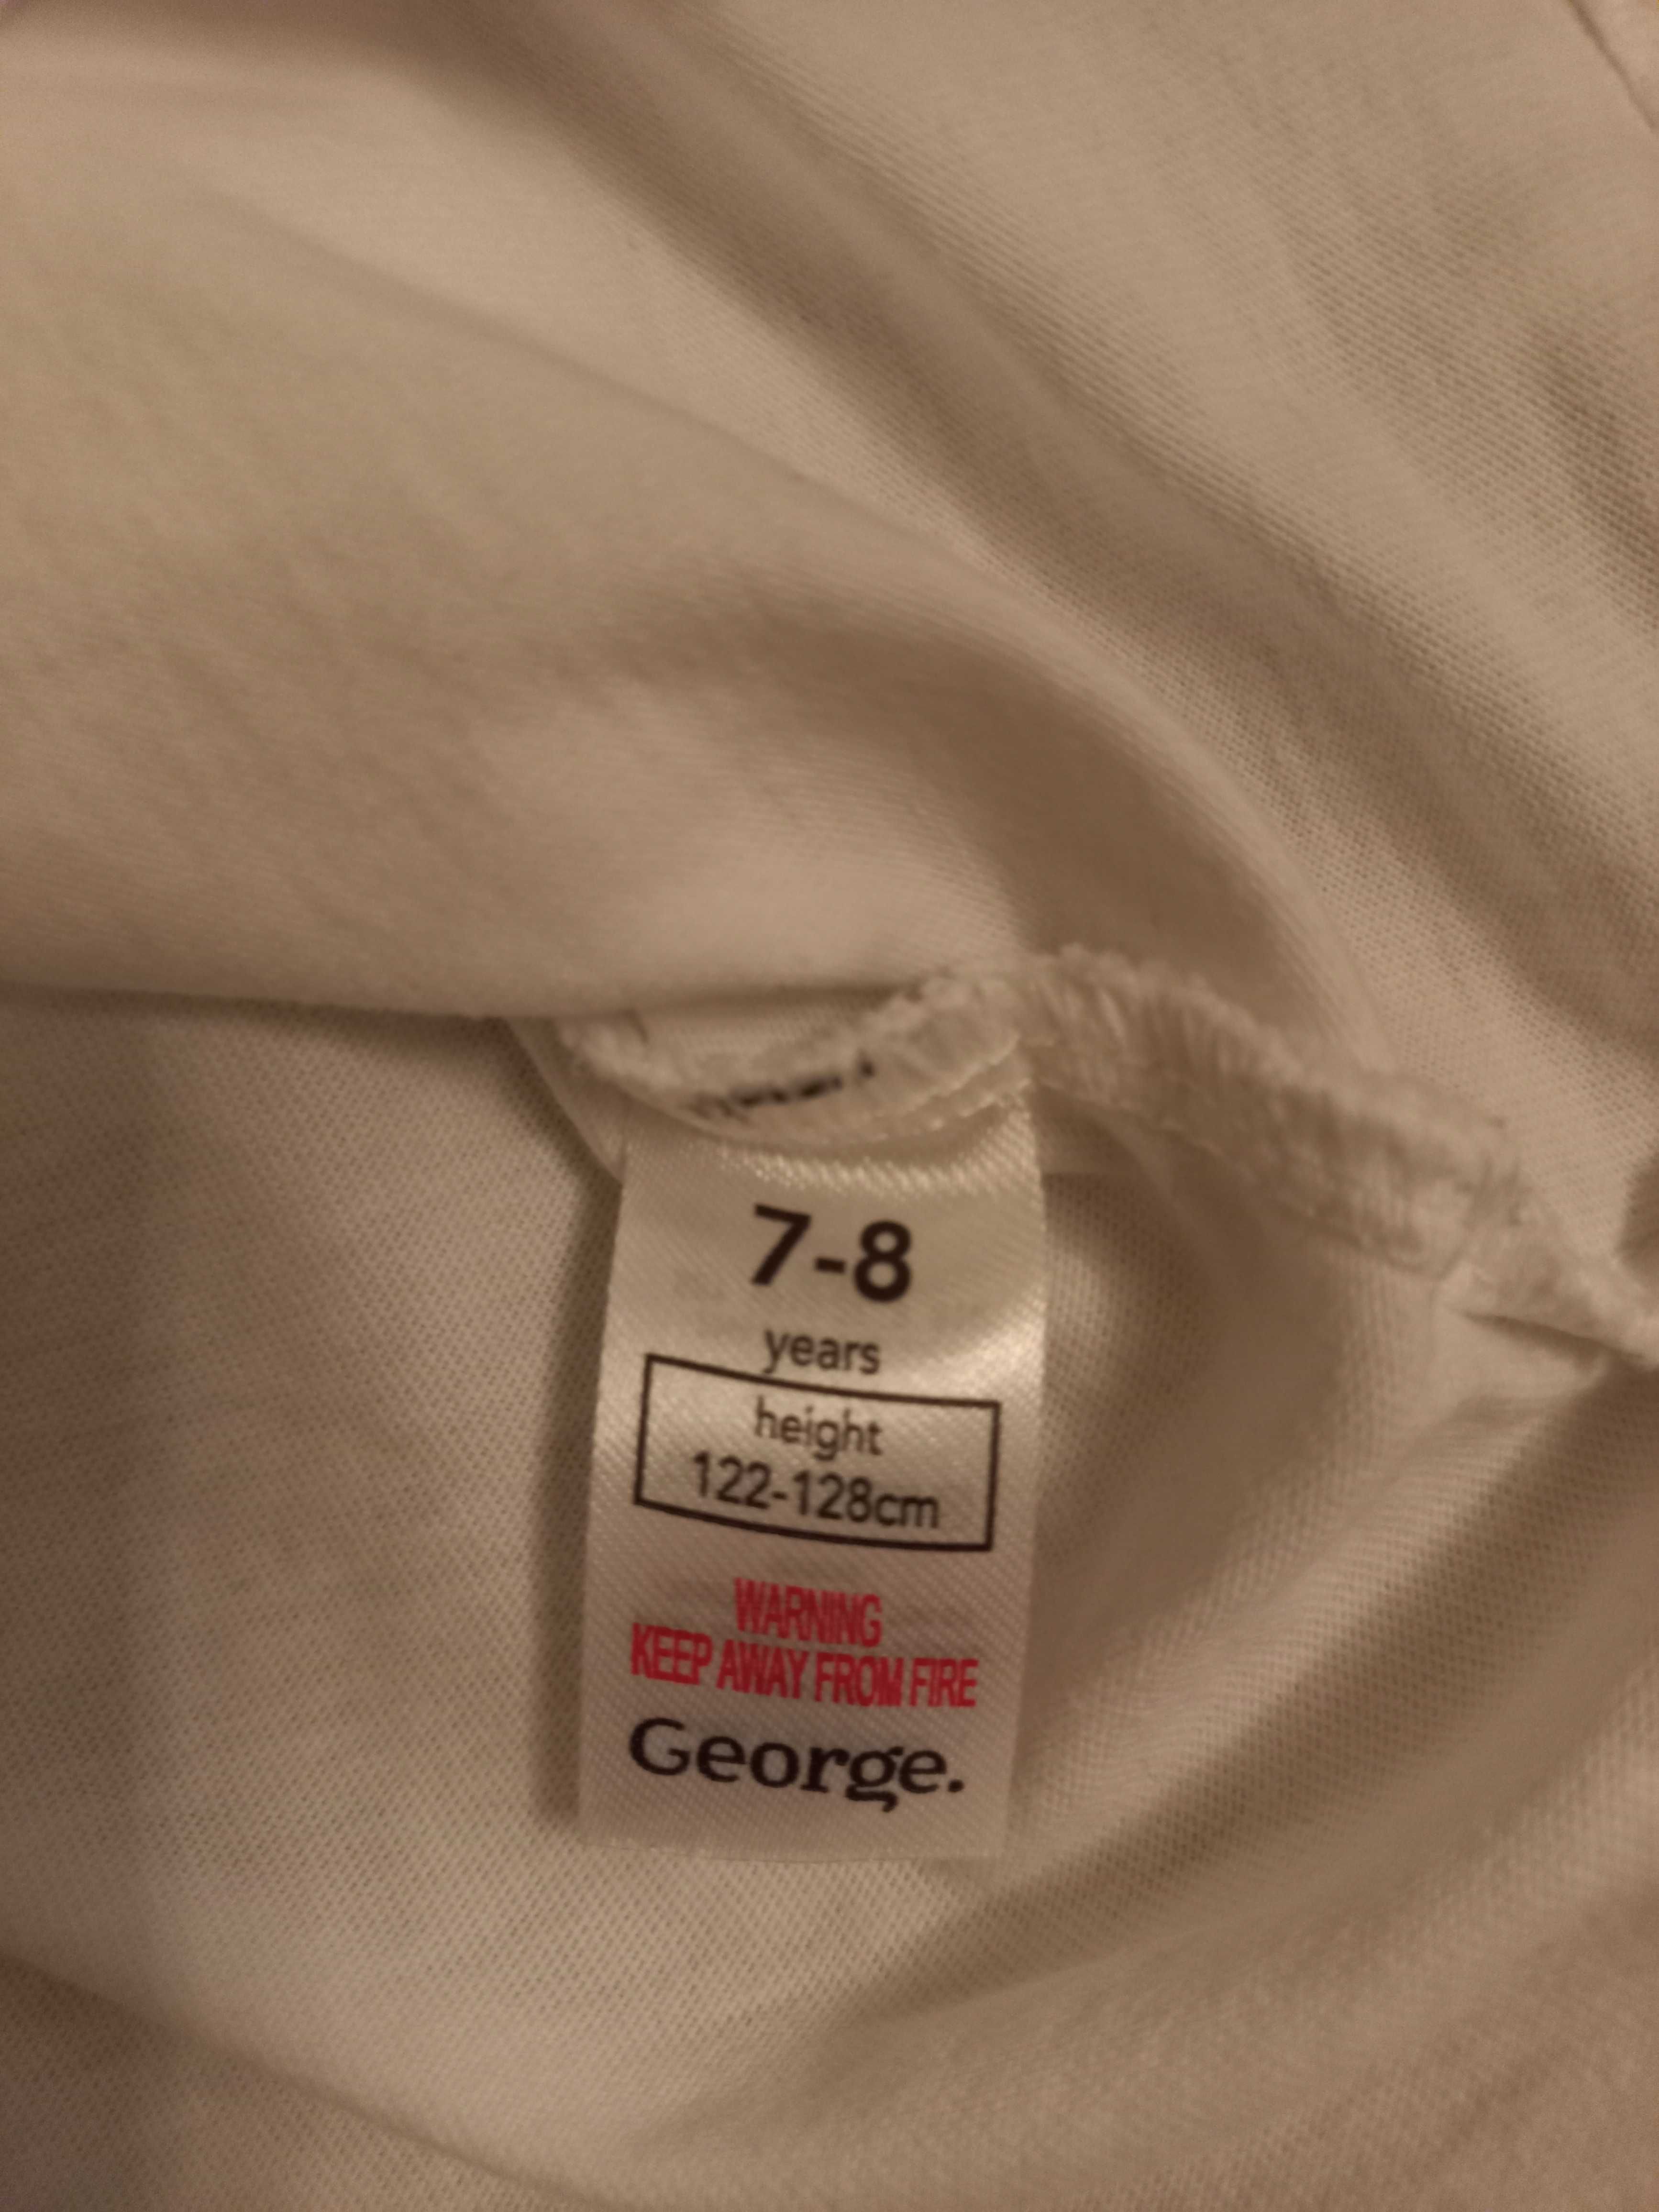 7-8
years
height
122-128cm
WARNING
KEEP AWAY FROM FIRE
George.